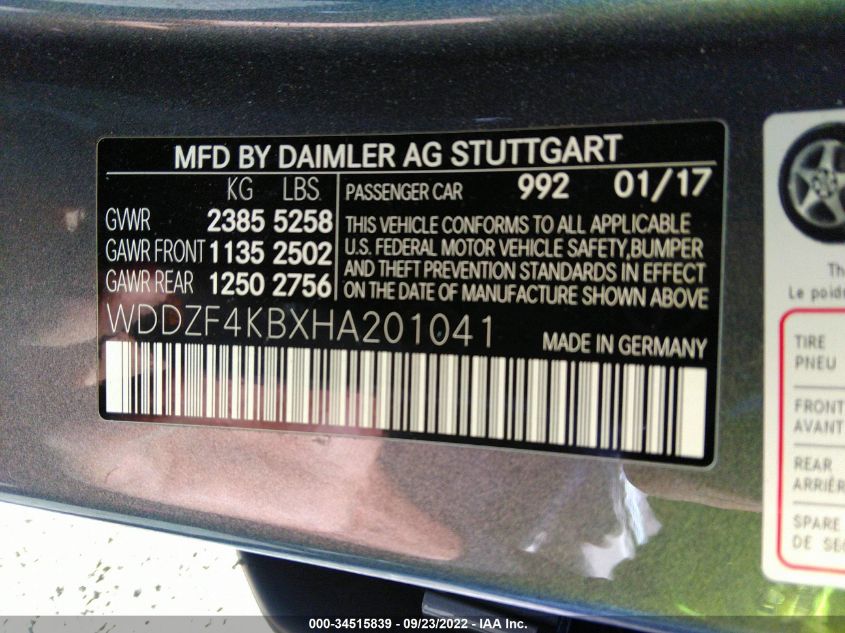 MFD BY DAIMLER AG STUTTGART
KG LBS
GVWR 2385 5258
GAWR FRONT 1135 2502
GAWR REAR 1250 2756
PASSENGER CAR 992 01/17
THIS VEHICLE CONFORMS TO ALL APPLICABLE
U.S. FEDERAL MOTOR VEHICLE SAFETY,BUMPER
AND THEFT PREVENTION STANDARDS IN EFFECT
ON THE DATE OF MANUFACTURE SHOWN ABOVE
WDDZF4KBXHA201041
MADE IN GERMANY
Th
Le poid
TIRE
PNEU
FRONT
AVANT
REAR
ARRIÈR
SPARE
DE SE
000-34515839 - 09/23/2022 - IAA Inc.